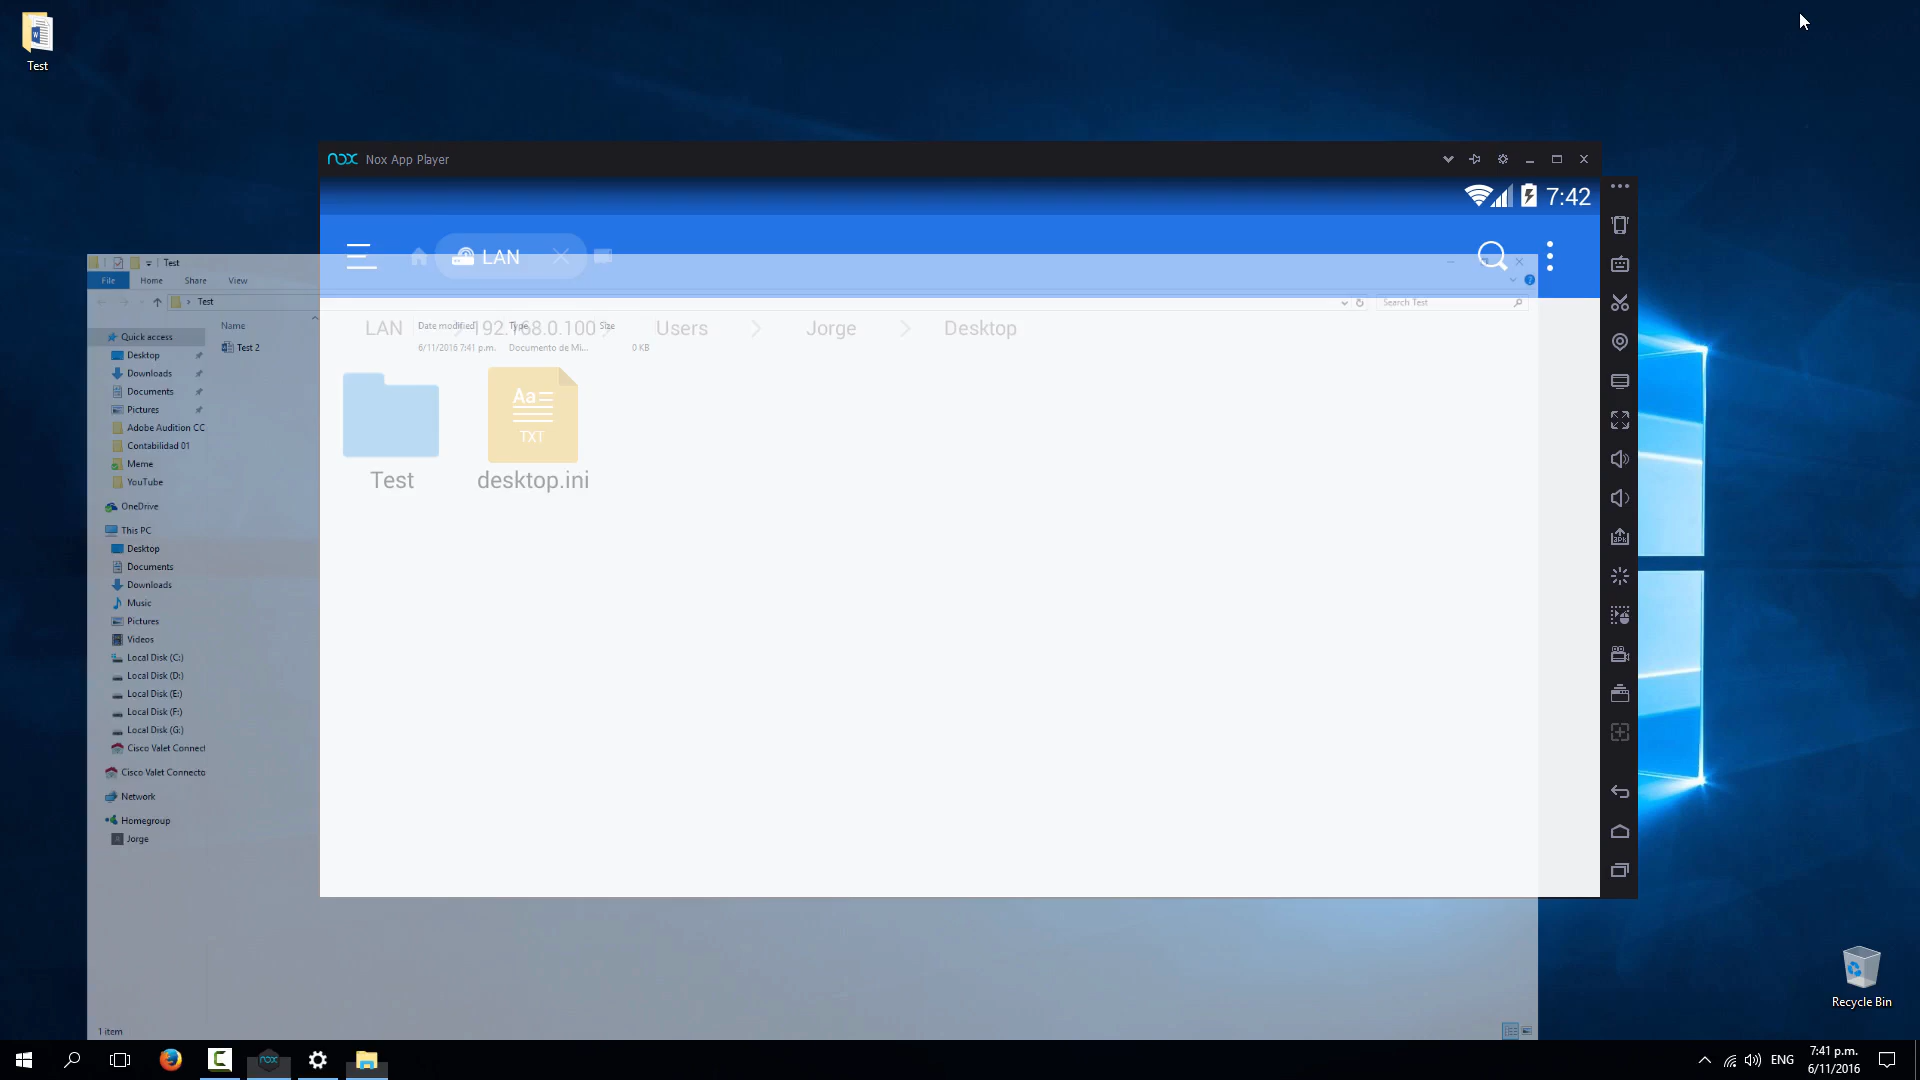 Test
nox Nox App Player
7:42
LAN
Test
File Home Share View
Test
Search Test
Quick access
Desktop
Downloads
Documents
Pictures
Adobe Audition CC
Contabilidad 01
Meme
YouTube
OneDrive
This PC
Desktop
Documents
Downloads
Music
Pictures
Videos
Local Disk (C:)
Local Disk (D:)
Local Disk (E:)
Local Disk (F:)
Local Disk (G:)
Cisco Valet Connect
Cisco Valet Connecto
Network
Homegroup
Jorge
1 item
Name Date modified Type Size
Test 2 6/11/2016 7:41 p.m. Documento de Mi... 0 KB
LAN 192.168.0.100 Users Jorge Desktop
Aa
TXT
Test desktop.ini
apk
Recycle Bin
nox
ENG
7:41 p.m.
6/11/2016